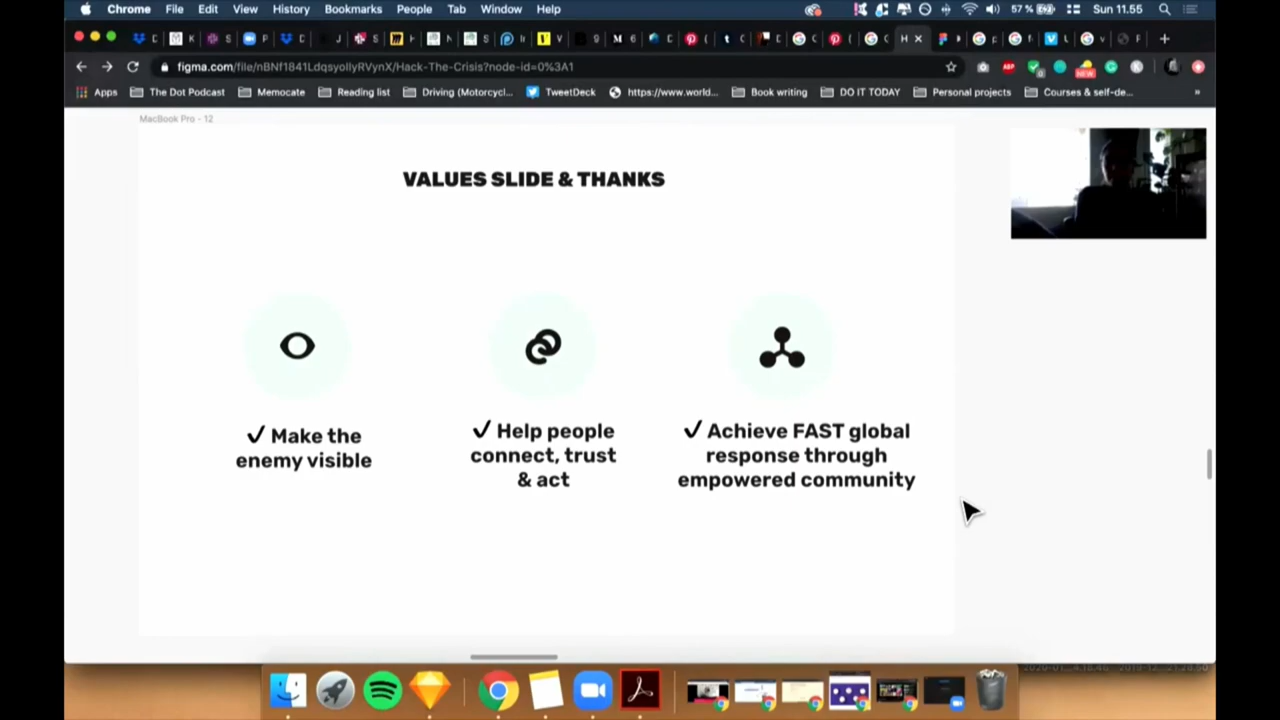 Chrome File Edit View History Bookmarks People Tab Window Help 57 % Sun 11.55
figma.com/file/nBNf1841LdqsyolIyRVynX/Hack-The-Crisis?node-id=0%3A1
Apps The Dot Podcast Memocate Reading list Driving (Motorcycl... TweetDeck https://www.world... Book writing DO IT TODAY Personal projects Courses & self-de... »
MacBook Pro - 12
VALUES SLIDE & THANKS
✓ Make the
enemy visible
✓ Help people
connect, trust
& act
✓ Achieve FAST global
response through
empowered community